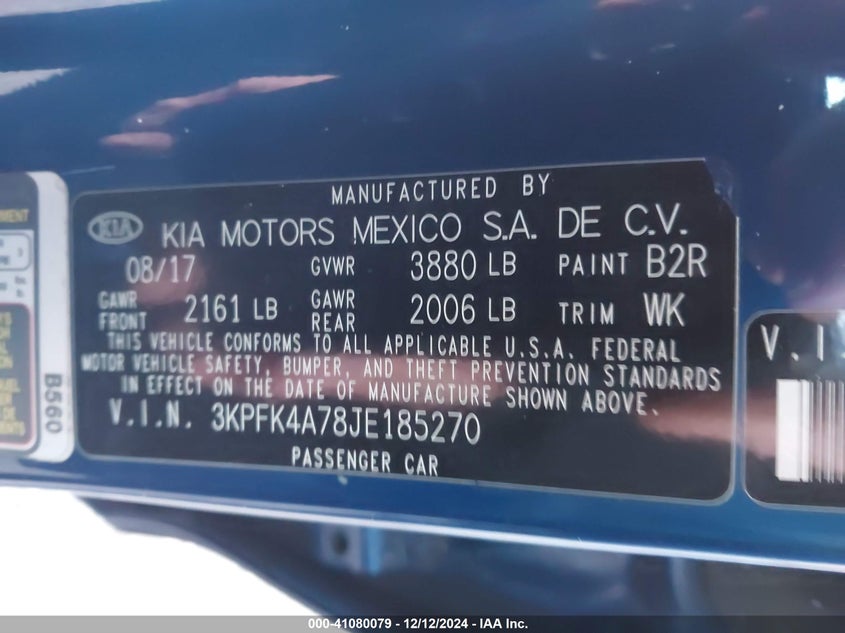 MANUFACTURED BY
KIA KIA MOTORS MEXICO S.A. DE C.V.
08/17 GVWR 3880 LB PAINT B2R
GAWR FRONT 2161 LB GAWR REAR 2006 LB TRIM WK
THIS VEHICLE CONFORMS TO ALL APPLICABLE U.S.A. FEDERAL
MOTOR VEHICLE SAFETY, BUMPER, AND THEFT PREVENTION STANDARDS
IN EFFECT ON THE DATE OF MANUFACTURE SHOWN ABOVE.
V.I.N. 3KPFK4A78JE185270
PASSENGER CAR
B560
000-41080079 - 12/12/2024 - IAA Inc.